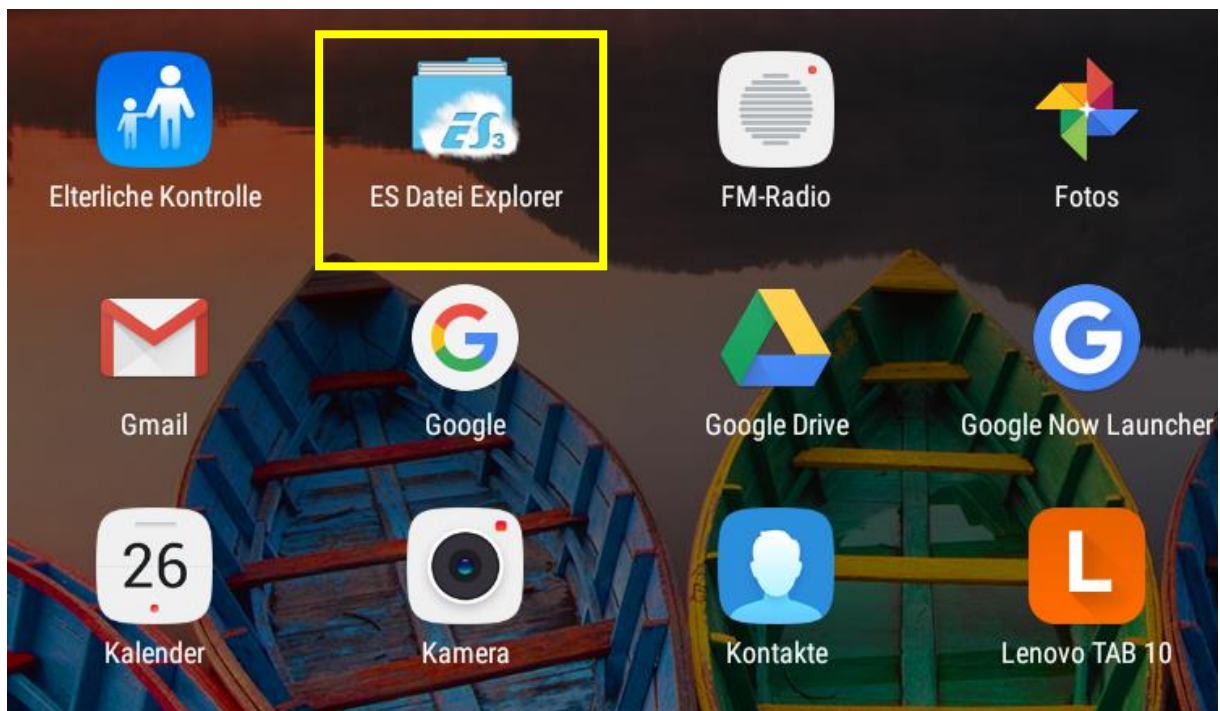 ES3
Elterliche Kontrolle
ES Datei Explorer
FM-Radio
Fotos
G
G
Gmail
Google
Google Drive
Google Now Launcher
26
L
Kalender
Kamera
Kontakte
Lenovo TAB 10